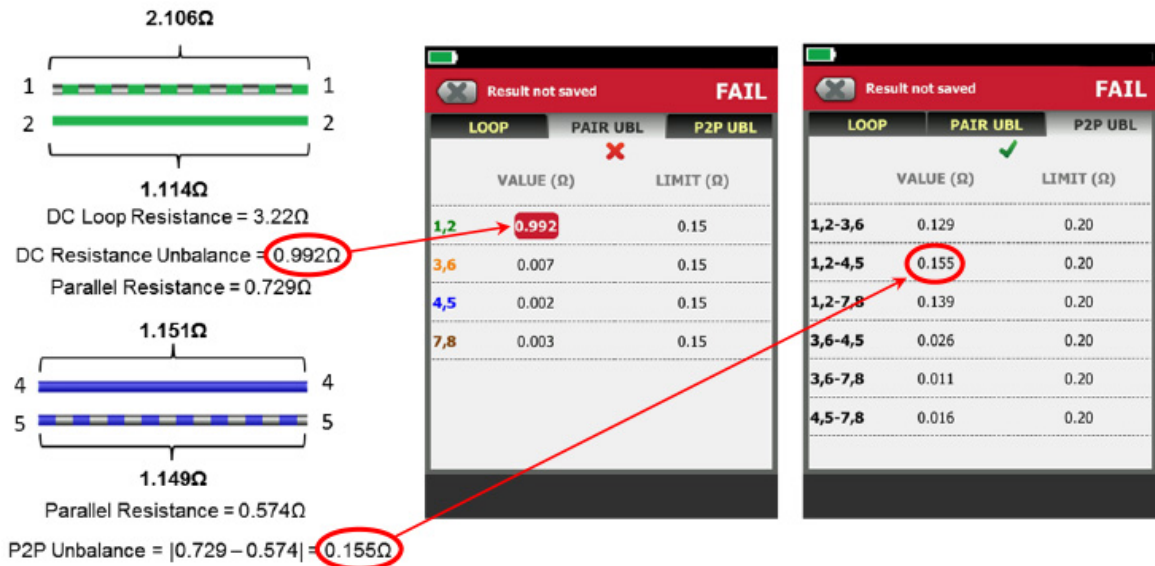 2.106Ω
1 1
2 2
1.114Ω
DC Loop Resistance = 3.22Ω
DC Resistance Unbalance = 0.992Ω
Parallel Resistance = 0.729Ω
1.151Ω
4 4
5 5
1.149Ω
Parallel Resistance = 0.574Ω
P2P Unbalance = |0.729 – 0.574| = 0.155Ω
Result not saved FAIL
LOOP PAIR UBL P2P UBL
VALUE (Ω) LIMIT (Ω)
1,2 0.992 0.15
3,6 0.007 0.15
4,5 0.002 0.15
7,8 0.003 0.15
Result not saved FAIL
LOOP PAIR UBL P2P UBL
VALUE (Ω) LIMIT (Ω)
1,2-3,6 0.129 0.20
1,2-4,5 0.155 0.20
1,2-7,8 0.139 0.20
3,6-4,5 0.026 0.20
3,6-7,8 0.011 0.20
4,5-7,8 0.016 0.20